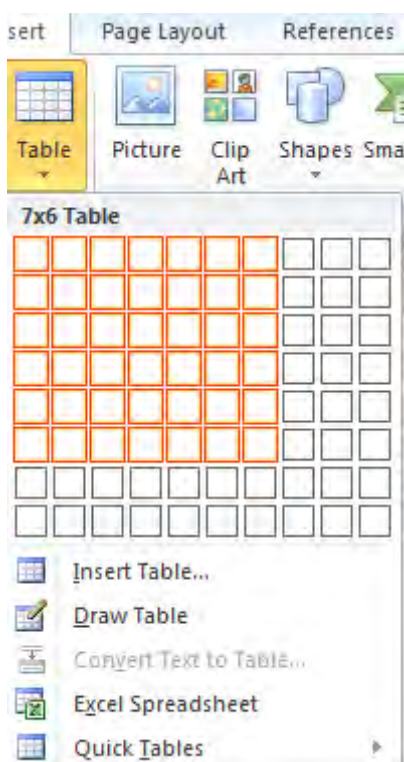 sert Page Layout References
Table Picture Clip Art Shapes Sma
7x6 Table
Insert Table...
Draw Table
Convert Text to Table...
Excel Spreadsheet
Quick Tables